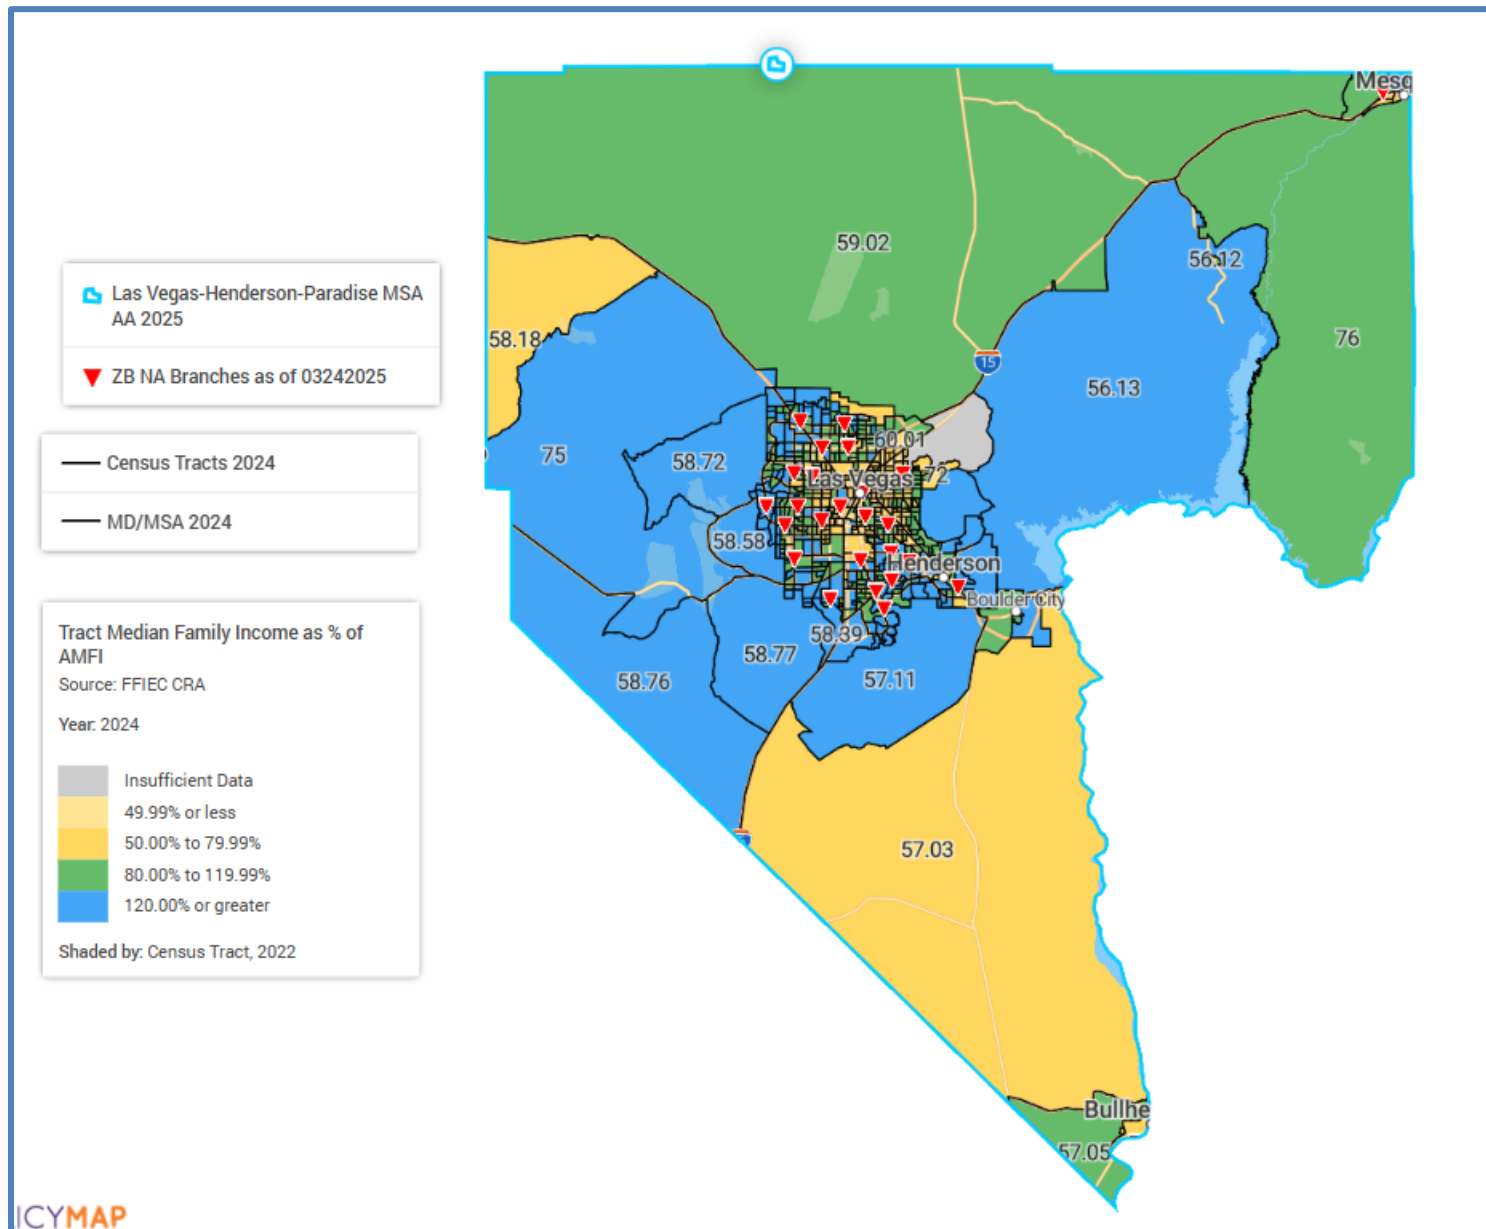 Mesq
59.02
56.12
Las Vegas-Henderson-Paradise MSA
AA 2025
58.18
15
76
ZB NA Branches as of 03242025
56.13
60.01
Census Tracts 2024
75
58.72
72
Las Vegas
MD/MSA 2024
58.58
Henderson
Boulder City
Tract Median Family Income as % of
AMFI
58.39
58.77
Source: FFIEC CRA
58.76
57.11
Year: 2024
Insufficient Data
49.99% or less
50.00% to 79.99%
57.03
80.00% to 119.99%
120.00% or greater
Shaded by: Census Tract, 2022
Bullhe
57.05
ICYMAP